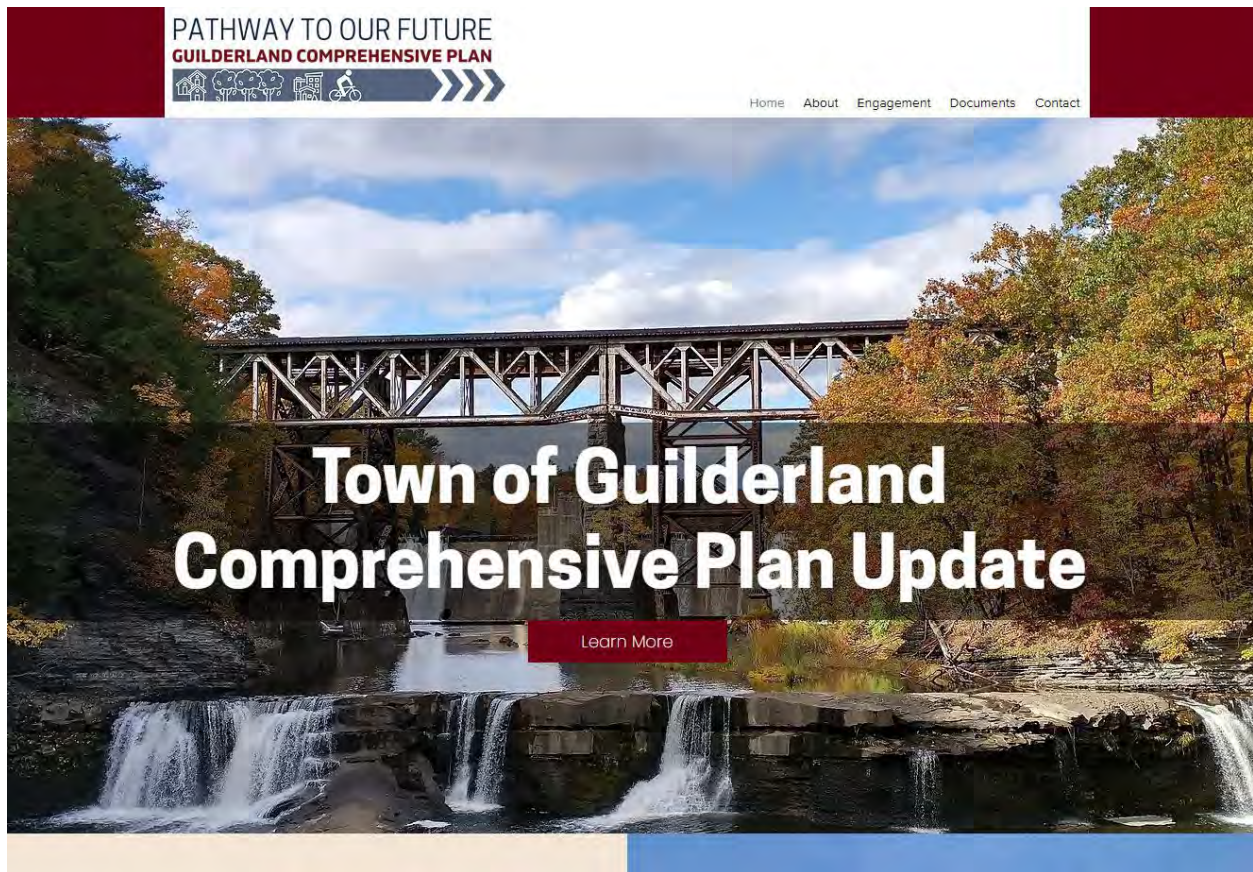 PATHWAY TO OUR FUTURE
GUILDERLAND COMPREHENSIVE PLAN
Home About Engagement Documents Contact
Town of Guilderland
Comprehensive Plan Update
Learn More